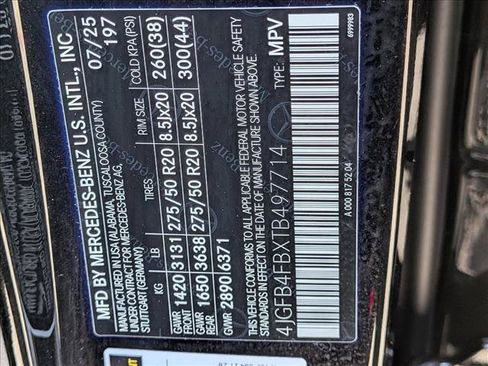 MFD BY MERCEDES-BENZ U.S. INTL., INC.
MANUFACTURED IN USA (ALABAMA, TUSCALOOSA COUNTY) 07/25
UNDER CONTRACT FOR MERCEDES-BENZ AG, 197
STUTTGART (GERMANY)
KG LB TIRES RIM SIZE COLD KPA (PSI)
GAWR FRONT 1420 3131 275/50 R20 8.5Jx20 260(38)
GAWR REAR 1650 3638 275/50 R20 8.5Jx20 300(44)
GVWR 2890 6371
THIS VEHICLE CONFORMS TO ALL APPLICABLE FEDERAL MOTOR VEHICLE SAFETY
STANDARDS IN EFFECT ON THE DATE OF MANUFACTURE SHOWN ABOVE.
4JGFB4FBXTB497714 TYPE: MPV
A 000 817 52 04
6999983